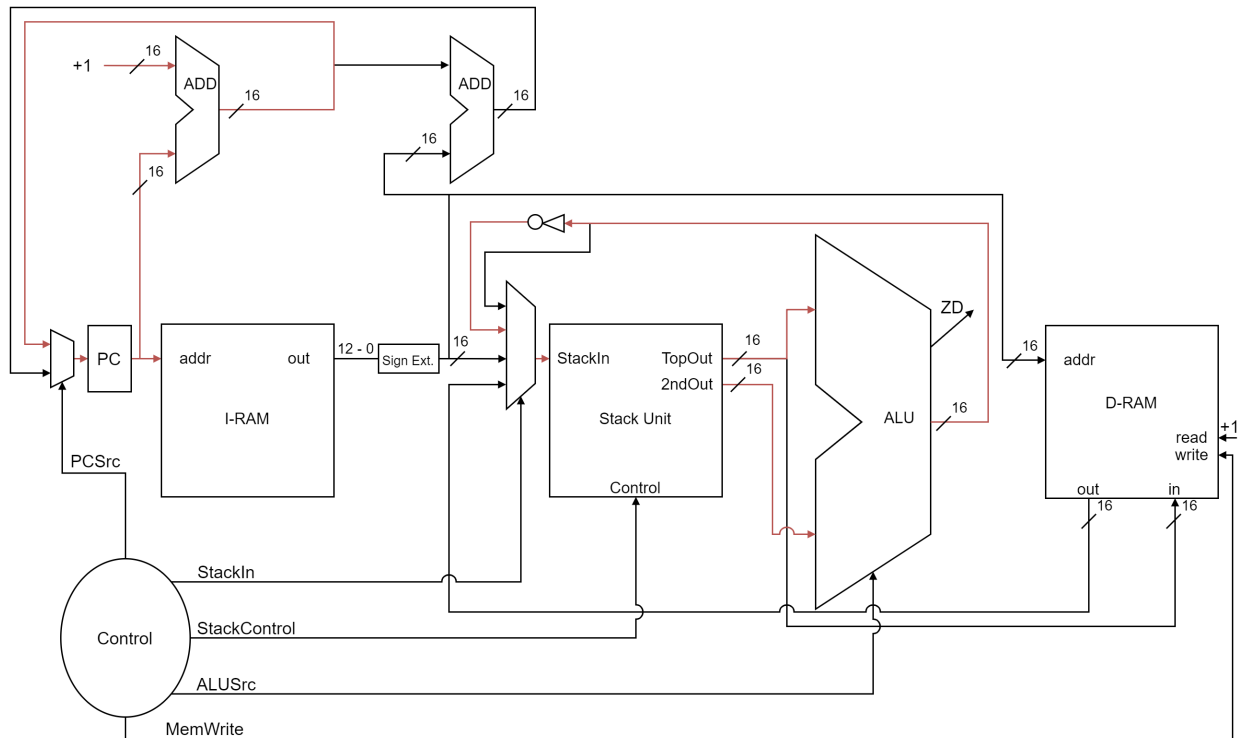 +1
16
ADD
16
16
ADD
16
16
ZD
PC
addr
out
I-RAM
12 - 0
Sign Ext.
16
StackIn
TopOut
2ndOut
Stack Unit
Control
16
16
ALU
16
16
addr
D-RAM
read
write
+1
out
in
16
16
PCSrc
StackIn
Control
StackControl
ALUSrc
MemWrite